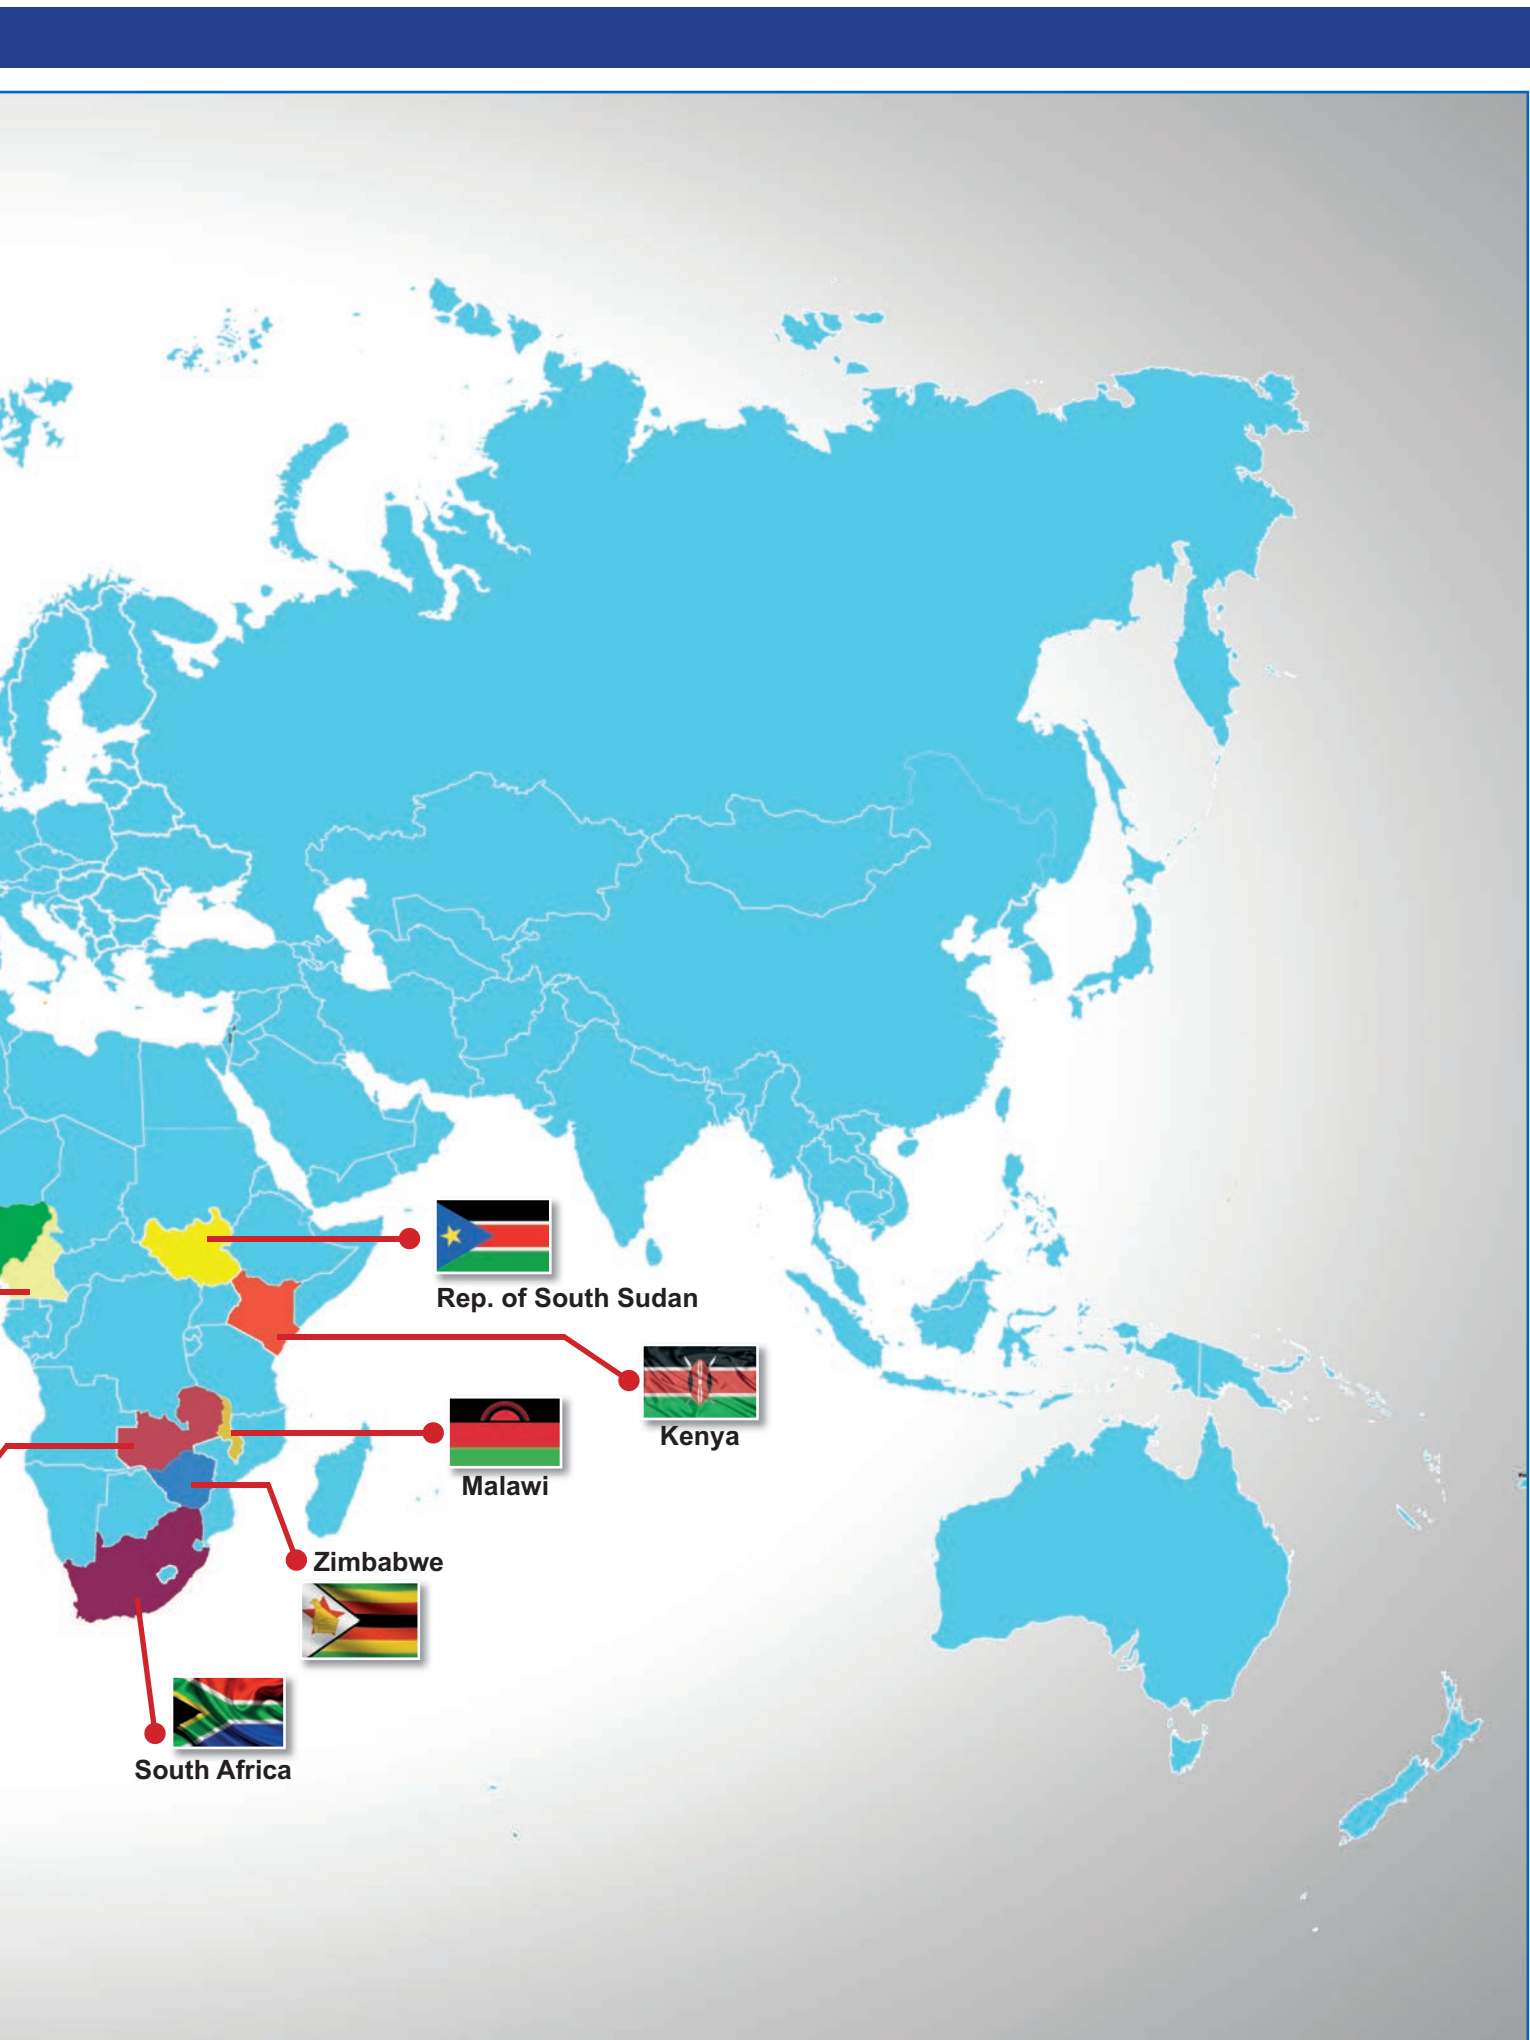 Rep. of South Sudan
Kenya
Malawi
Zimbabwe
South Africa